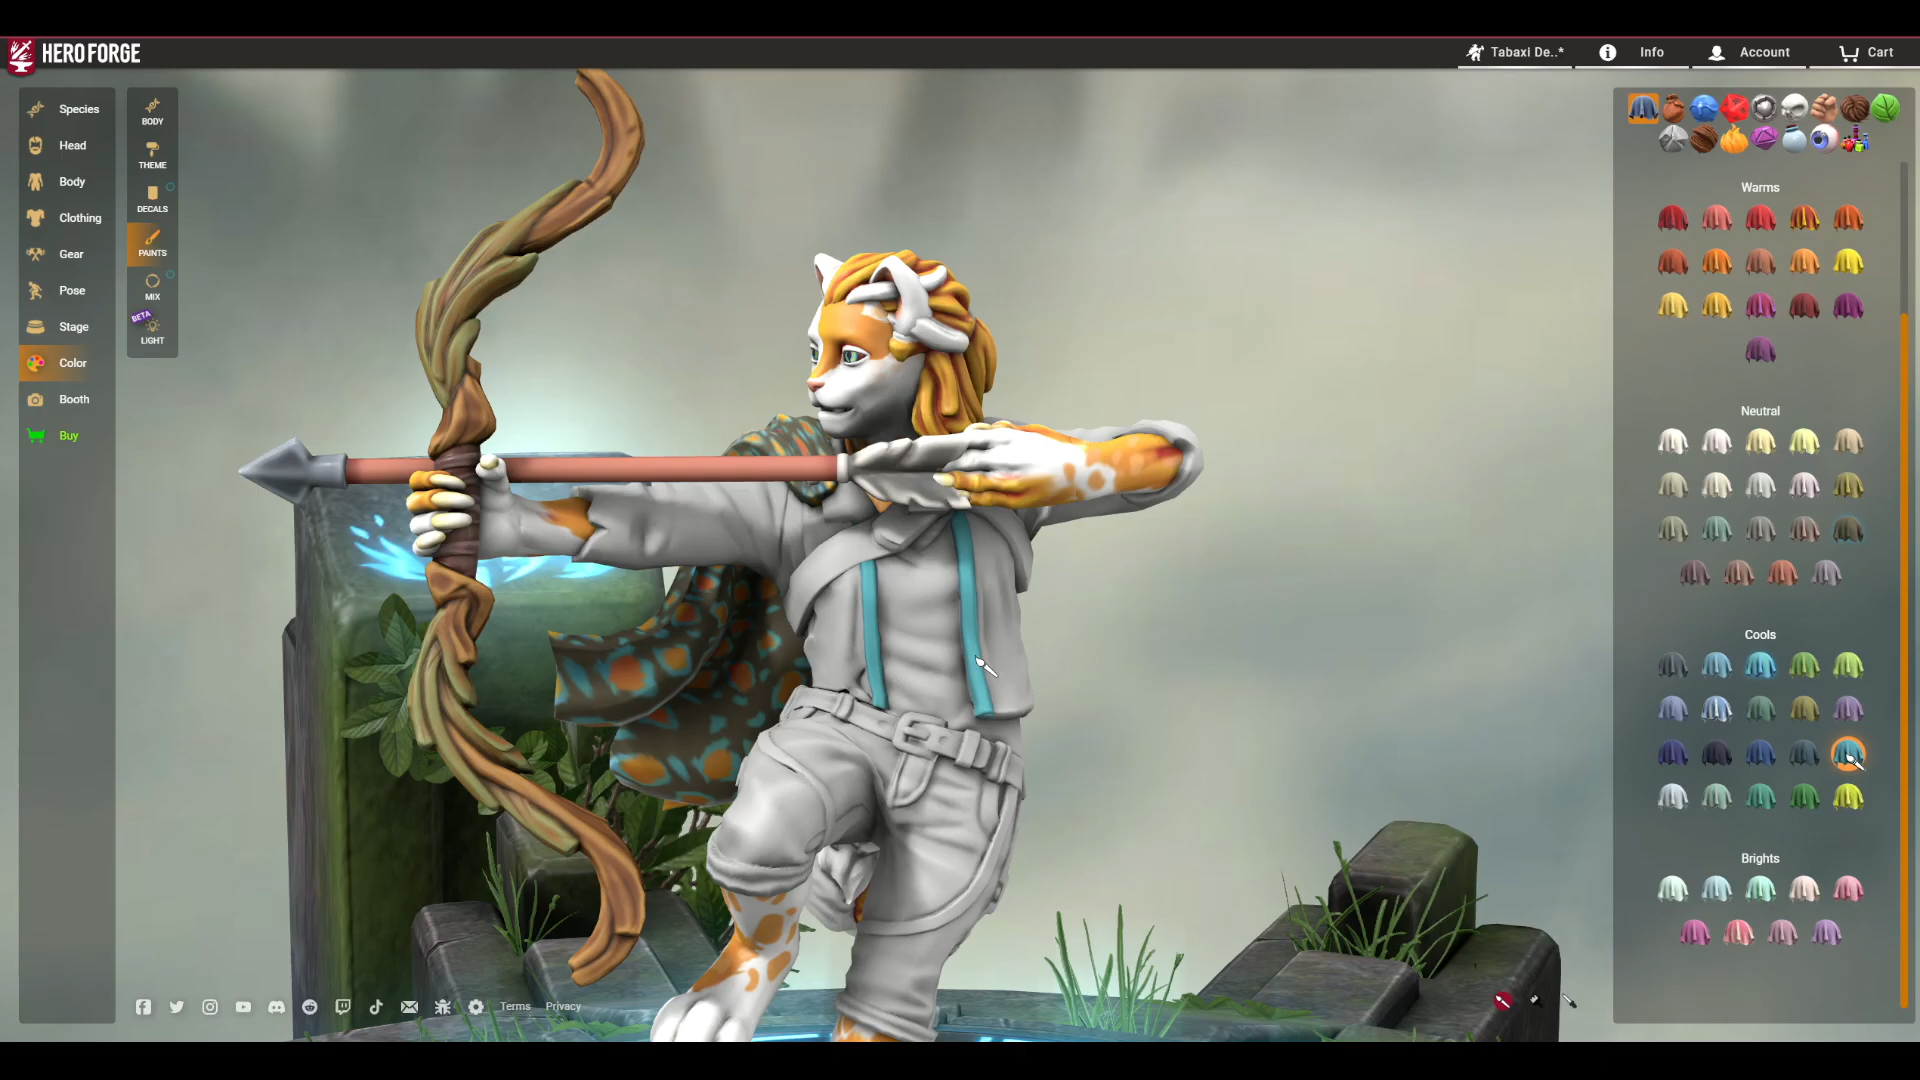 HERO FORGE
Tabaxi De..*
Info
Account
Cart
Species
Head
Body
Clothing
Gear
Pose
Stage
Color
Booth
Buy
BODY
THEME
DECALS
PAINTS
MIX
BETA
LIGHT
Warms
Neutral
Cools
Brights
Terms
Privacy